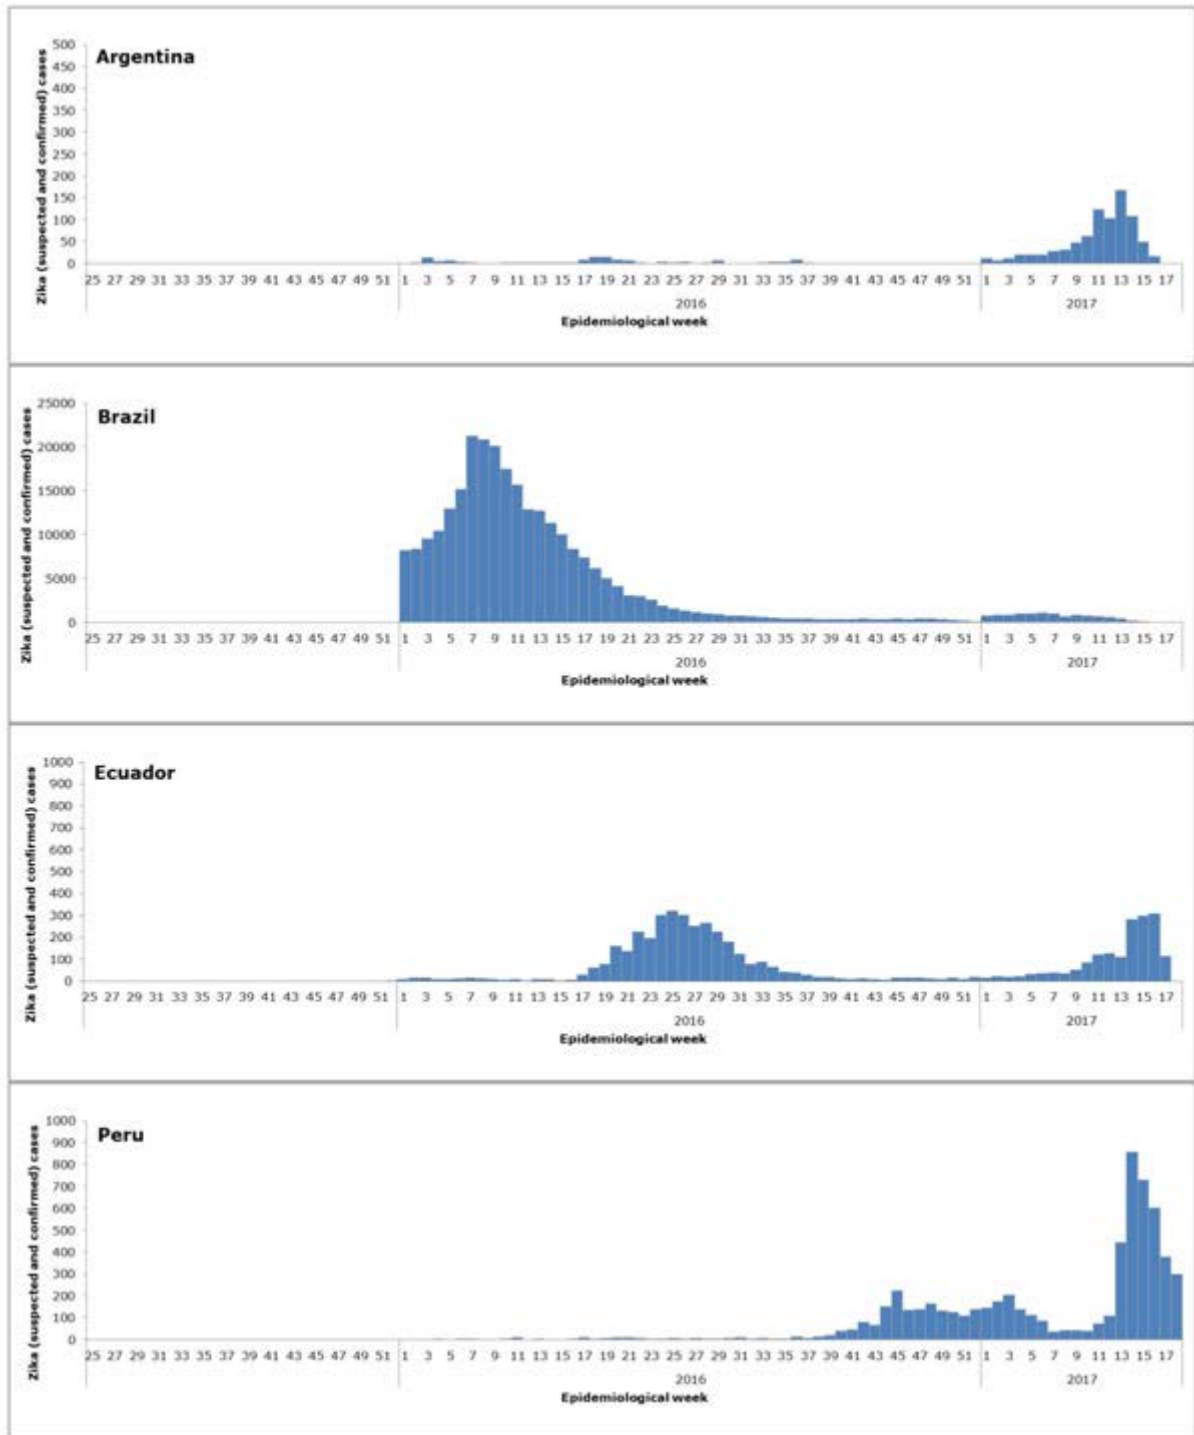 Argentina
Zika (suspected and confirmed) cases
500
450
400
350
300
250
200
150
100
50
0
25 27 29 31 33 35 37 39 41 43 45 47 49 51 1 3 5 7 9 11 13 15 17 19 21 23 25 27 29 31 33 35 37 39 41 43 45 47 49 51 1 3 5 7 9 11 13 15 17
2016 2017
Epidemiological week
Brazil
Zika (suspected and confirmed) cases
25000
20000
15000
10000
5000
0
25 27 29 31 33 35 37 39 41 43 45 47 49 51 1 3 5 7 9 11 13 15 17 19 21 23 25 27 29 31 33 35 37 39 41 43 45 47 49 51 1 3 5 7 9 11 13 15 17
2016 2017
Epidemiological week
Ecuador
Zika (suspected and confirmed) cases
1000
900
800
700
600
500
400
300
200
100
0
25 27 29 31 33 35 37 39 41 43 45 47 49 51 1 3 5 7 9 11 13 15 17 19 21 23 25 27 29 31 33 35 37 39 41 43 45 47 49 51 1 3 5 7 9 11 13 15 17
2016 2017
Epidemiological week
Peru
Zika (suspected and confirmed) cases
1000
900
800
700
600
500
400
300
200
100
0
25 27 29 31 33 35 37 39 41 43 45 47 49 51 1 3 5 7 9 11 13 15 17 19 21 23 25 27 29 31 33 35 37 39 41 43 45 47 49 51 1 3 5 7 9 11 13 15 17
2016 2017
Epidemiological week